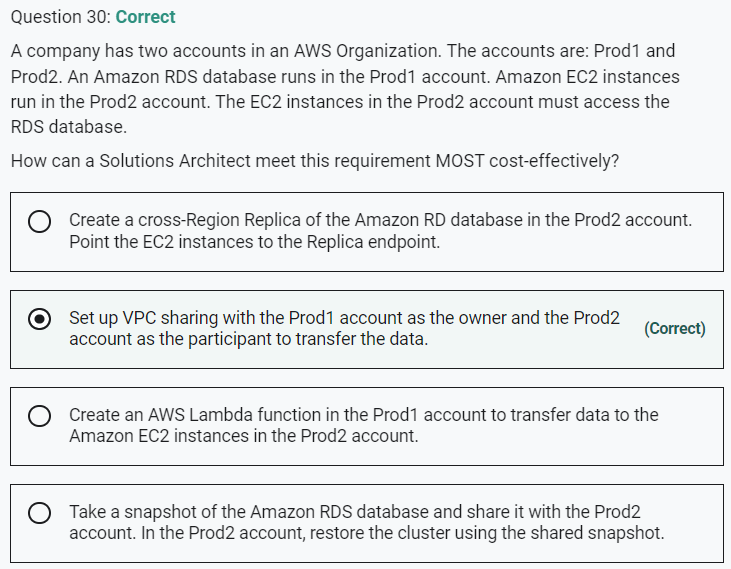 Question 30: Correct
A company has two accounts in an AWS Organization. The accounts are: Prod1 and
Prod2. An Amazon RDS database runs in the Prod1 account. Amazon EC2 instances
run in the Prod2 account. The EC2 instances in the Prod2 account must access the
RDS database.
How can a Solutions Architect meet this requirement MOST cost-effectively?
Create a cross-Region Replica of the Amazon RD database in the Prod2 account.
Point the EC2 instances to the Replica endpoint.
Set up VPC sharing with the Prod1 account as the owner and the Prod2
account as the participant to transfer the data.
(Correct)
Create an AWS Lambda function in the Prod1 account to transfer data to the
Amazon EC2 instances in the Prod2 account.
Take a snapshot of the Amazon RDS database and share it with the Prod2
account. In the Prod2 account, restore the cluster using the shared snapshot.